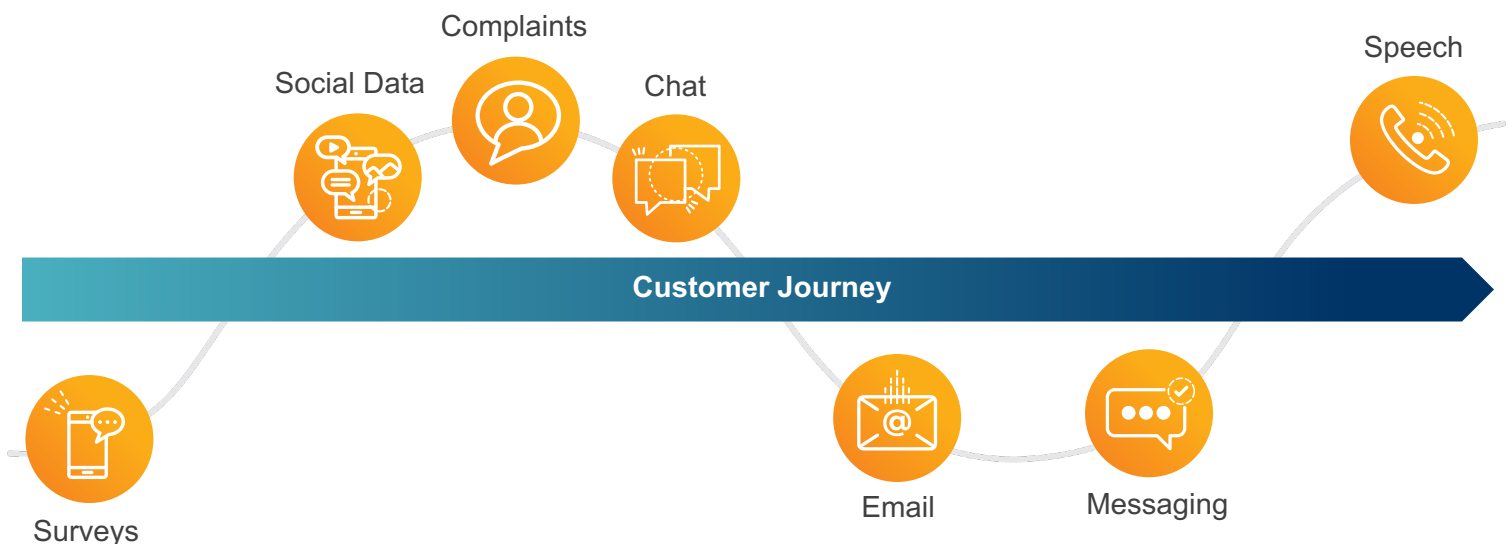 Complaints
Speech
Social Data
Chat
Customer Journey
@
Email
Messaging
Surveys